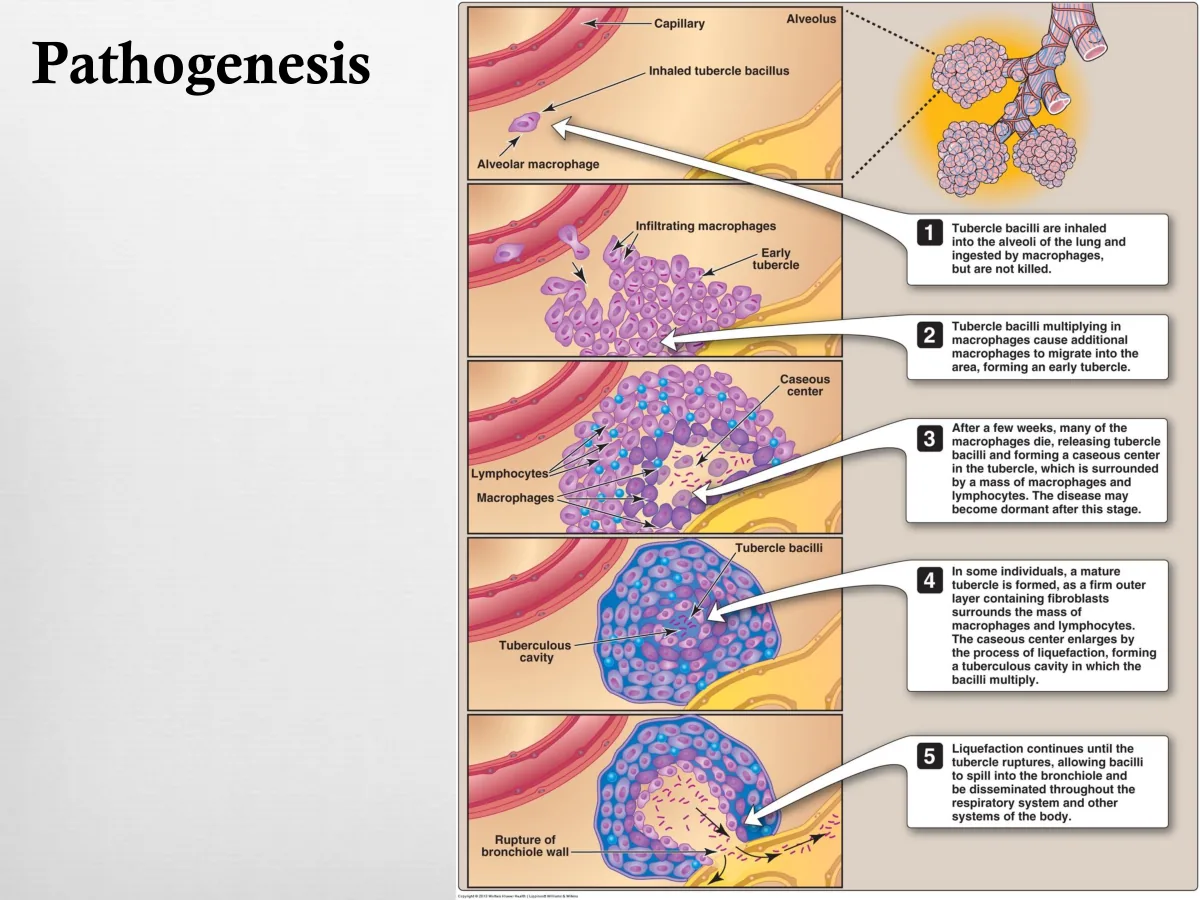 Pathogenesis
Capillary
Alveolus
Inhaled tubercle bacillus
Alveolar macrophage
1
Tubercle bacilli are inhaled
into the alveoli of the lung and
ingested by macrophages,
but are not killed.
Infiltrating macrophages
Early
tubercle
2
Tubercle bacilli multiplying in
macrophages cause additional
macrophages to migrate into the
area, forming an early tubercle.
Caseous
center
Lymphocytes
Macrophages
3
After a few weeks, many of the
macrophages die, releasing tubercle
bacilli and forming a caseous center
in the tubercle, which is surrounded
by a mass of macrophages and
lymphocytes. The disease may
become dormant after this stage.
Tubercle bacilli
Tuberculous
cavity
4
In some individuals, a mature
tubercle is formed, as a firm outer
layer containing fibroblasts
surrounds the mass of
macrophages and lymphocytes.
The caseous center enlarges by
the process of liquefaction, forming
a tuberculous cavity in which the
bacilli multiply.
5
Liquefaction continues until the
tubercle ruptures, allowing bacilli
to spill into the bronchiole and
be disseminated throughout the
respiratory system and other
systems of the body.
Rupture of
bronchiole wall
Copyright © 2013 Wolters Kluwer Health | Lippincott Williams & Wilkins